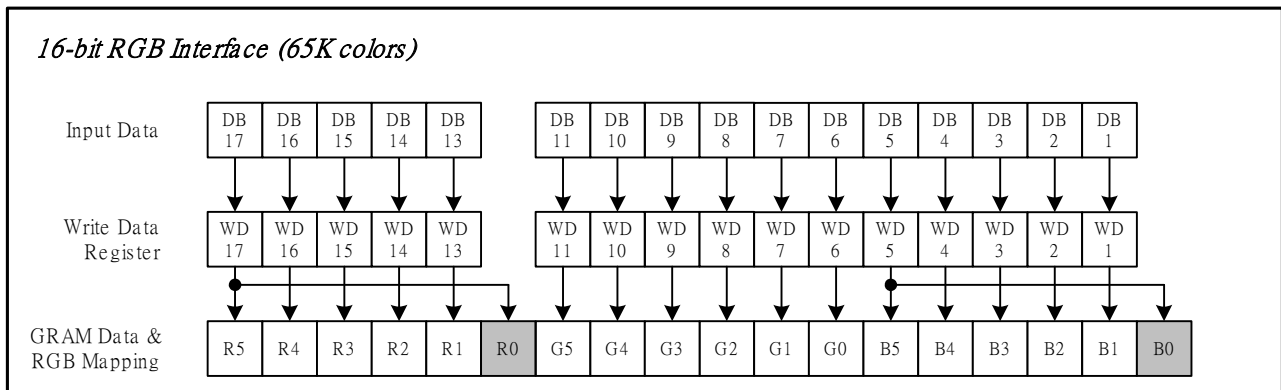 16-bit RGB Interface (65K colors)
Input Data
DB 17 DB 16 DB 15 DB 14 DB 13 DB 11 DB 10 DB 9 DB 8 DB 7 DB 6 DB 5 DB 4 DB 3 DB 2 DB 1
Write Data
Register
WD 17 WD 16 WD 15 WD 14 WD 13 WD 11 WD 10 WD 9 WD 8 WD 7 WD 6 WD 5 WD 4 WD 3 WD 2 WD 1
GRAM Data &
RGB Mapping
R5 R4 R3 R2 R1 R0 G5 G4 G3 G2 G1 G0 B5 B4 B3 B2 B1 B0